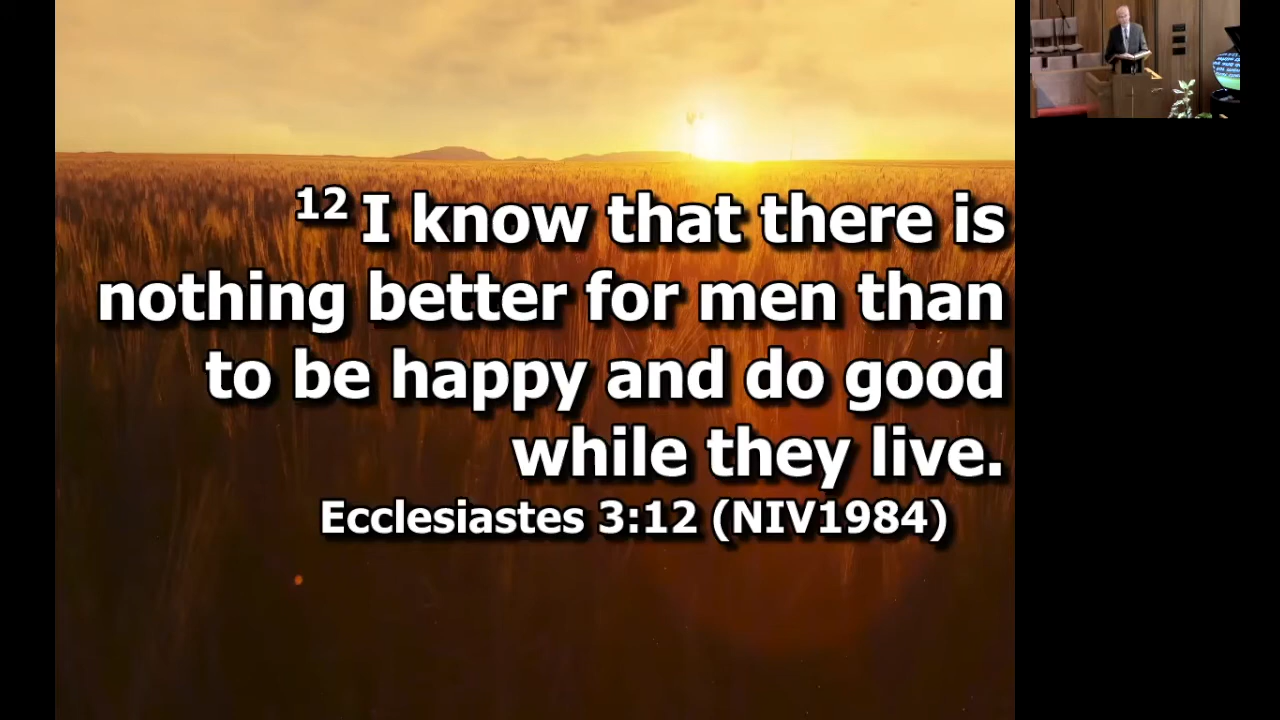 12 I know that there is
nothing better for men than
to be happy and do good
while they live.
Ecclesiastes 3:12 (NIV1984)